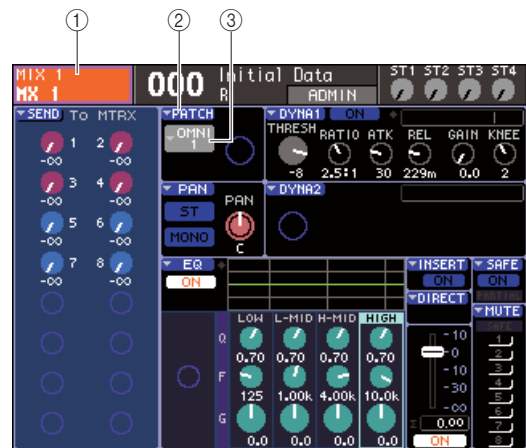 ① ② ③
MIX 1
MX 1
000 Initial Data
R
ADMIN
ST1 ST2 ST3 ST4
SEND To MTRX
1 2
-∞ -∞
3 4
-∞ -∞
5 6
-∞ -∞
7 8
-∞ -∞
PATCH
OMNI
1
PAN
ST
MONO
PAN
C
DYNA1 ON
THRESH RATIO ATK REL GAIN KNEE
-8 2.5:1 30 229m 0.0 2
DYNA2
EQ
ON
LOW L-MID H-MID HIGH
Q
0.70 0.70 0.70 0.70
F
125 1.00k 4.00k 10.0k
G
0.0 0.0 0.0 0.0
INSERT
ON
DIRECT
-10
-0
-10
-30
-∞
Σ 0.00
ON
SAFE
ON
PARTIAL
MUTE
SAFE
1
2
3
4
5
6
7
8